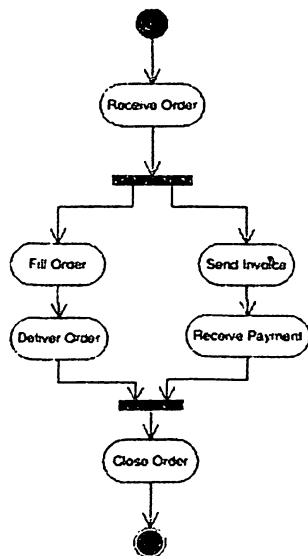 Receive Order
Fill Order
Send Invoice
Deliver Order
Receive Payment
Close Order